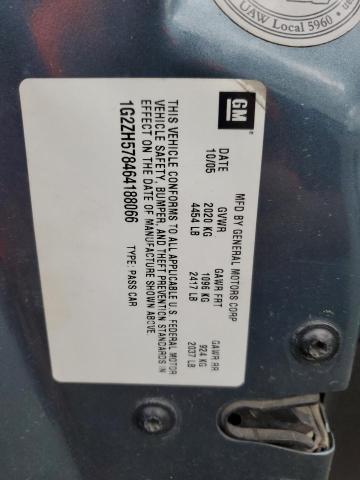 UAW Local 5960
GM
MFD BY GENERAL MOTORS CORP
DATE GVWR GAWR FRT GAWR RR
10/05 2020 KG 1096 KG 924 KG
4454 LB 2417 LB 2037 LB
THIS VEHICLE CONFORMS TO ALL APPLICABLE U.S. FEDERAL MOTOR
VEHICLE SAFETY, BUMPER, AND THEFT PREVENTION STANDARDS IN
EFFECT ON THE DATE OF MANUFACTURE SHOWN ABOVE
1G2ZH578464188066 TYPE: PASS CAR